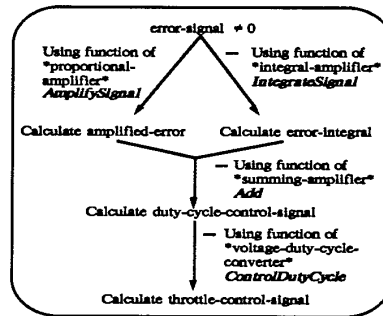 error-signal ≠ 0
Using function of
*proportional-
amplifier*
AmplifySignal
— Using function of
*integral-amplifier*
IntegrateSignal
Calculate amplified-error
Calculate error-integral
— Using function of
*summing-amplifier*
Add
Calculate duty-cycle-control-signal
— Using function of
*voltage-duty-cycle-
converter*
ControlDutyCycle
Calculate throttle-control-signal